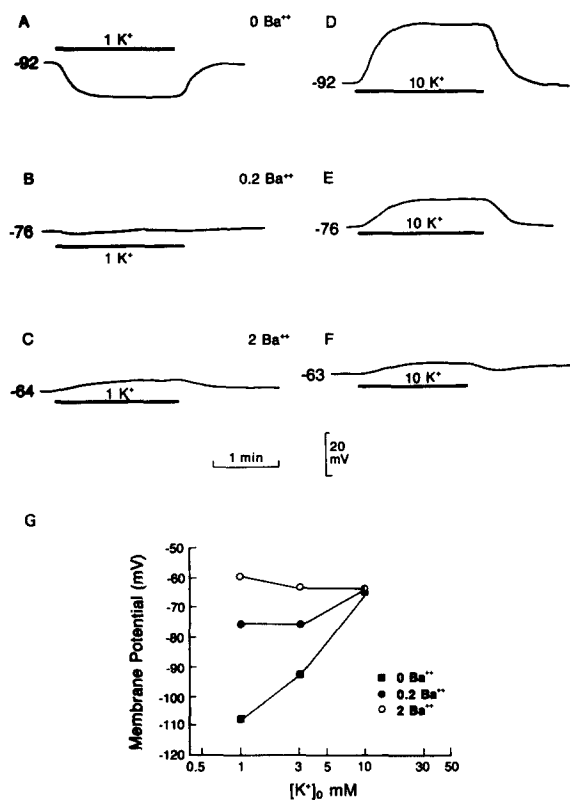 A
1 K⁺
0 Ba⁺⁺
-92
D
-92
10 K⁺
B
0.2 Ba⁺⁺
-76
1 K⁺
E
-76
10 K⁺
C
2 Ba⁺⁺
-64
1 K⁺
F
-63
10 K⁺
1 min
20
mV
G
Membrane Potential (mV)
-50
-60
-70
-80
-90
-100
-110
-120
0 Ba⁺⁺
0.2 Ba⁺⁺
2 Ba⁺⁺
0.5 1 3 5 10 30 50
[K⁺]₀ mM